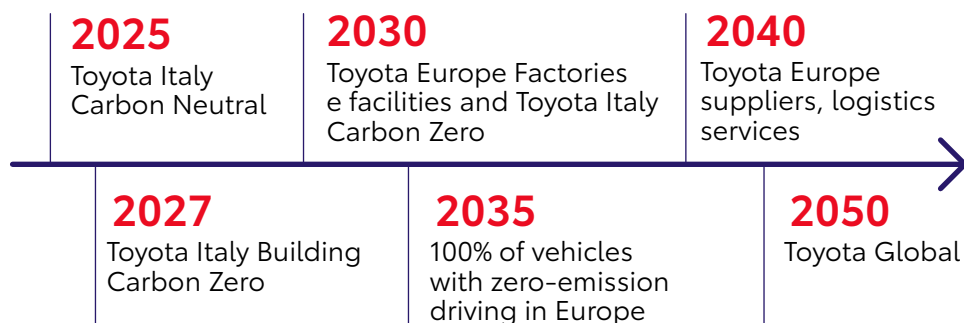 2025
Toyota Italy
Carbon Neutral
2030
Toyota Europe Factories
e facilities and Toyota Italy
Carbon Zero
2040
Toyota Europe
suppliers, logistics
services
2027
Toyota Italy Building
Carbon Zero
2035
100% of vehicles
with zero-emission
driving in Europe
2050
Toyota Global